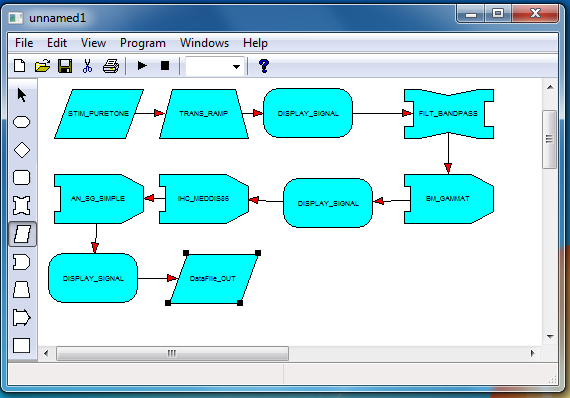 unnamed1
File Edit View Program Windows Help
STIM_PURETONE TRANS_RAMP DISPLAY_SIGNAL FILT_BANDPASS
AN_SG_SIMPLE IHC_MEDDIS86 DISPLAY_SIGNAL BM_GAMMAT
DISPLAY_SIGNAL DataFile_OUT